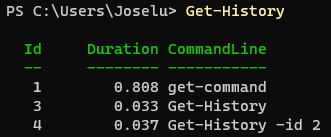 PS C:\Users\Joselu> Get-History
Id Duration CommandLine
-- -------- -----------
1 0.808 get-command
3 0.033 Get-History
4 0.037 Get-History -id 2